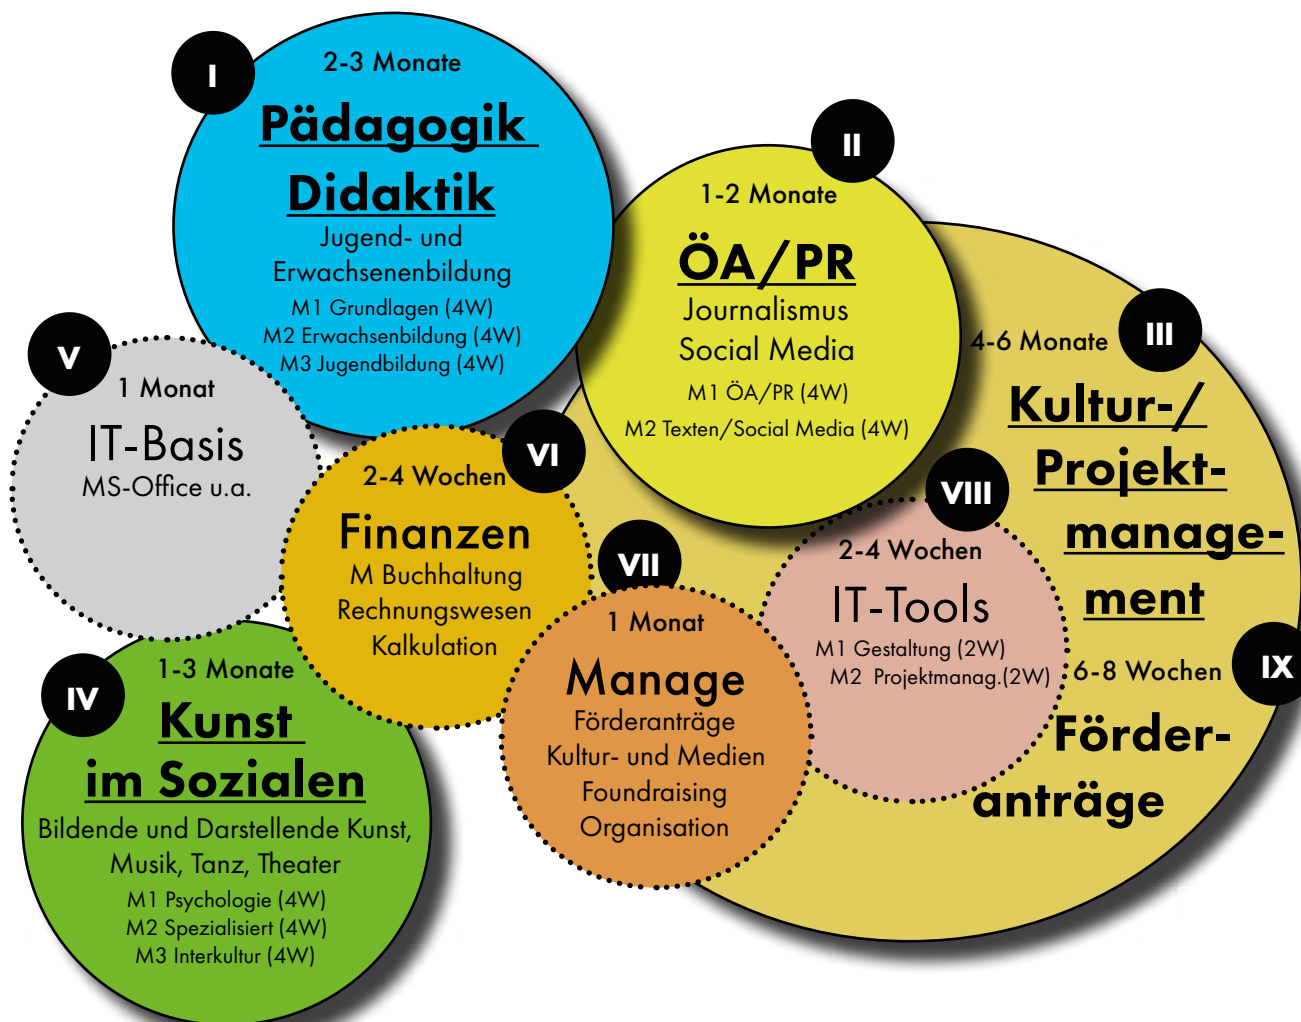 I
2-3 Monate
Pädagogik
Didaktik
Jugend- und
Erwachsenenbildung
M1 Grundlagen (4W)
M2 Erwachsenbildung (4W)
M3 Jugendbildung (4W)
II
1-2 Monate
ÖA/PR
Journalismus
Social Media
M1 ÖA/PR (4W)
M2 Texten/Social Media (4W)
III
4-6 Monate
Kultur-/
Projekt-
manage-
ment
IV
1-3 Monate
Kunst
im Sozialen
Bildende und Darstellende Kunst,
Musik, Tanz, Theater
M1 Psychologie (4W)
M2 Spezialisiert (4W)
M3 Interkultur (4W)
V
1 Monat
IT-Basis
MS-Office u.a.
VI
2-4 Wochen
Finanzen
M Buchhaltung
Rechnungswesen
Kalkulation
VII
1 Monat
Manage
Förderanträge
Kultur- und Medien
Foundraising
Organisation
VIII
2-4 Wochen
IT-Tools
M1 Gestaltung (2W)
M2 Projektmanag.(2W)
IX
6-8 Wochen
Förder-
anträge